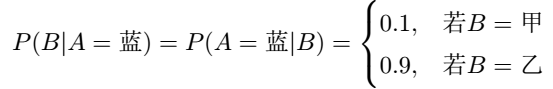 P(B|A = 蓝) = P(A = 蓝|B) = { 0.1, 若B = 甲
0.9, 若B = 乙